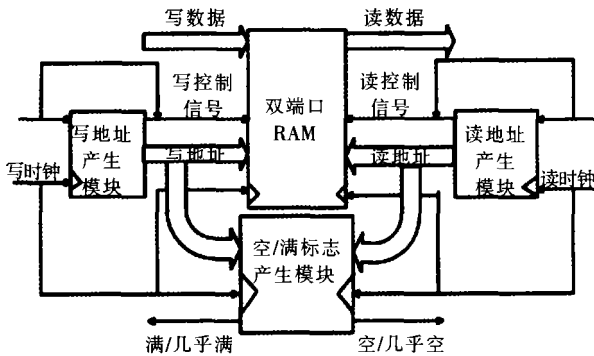 写数据
读数据
写控制
信号
双端口
RAM
读控制
信号
写地址
产生
模块
写地址
读地址
读地址
产生
模块
写时钟
读时钟
空/满标志
产生模块
满/几乎满
空/几乎空